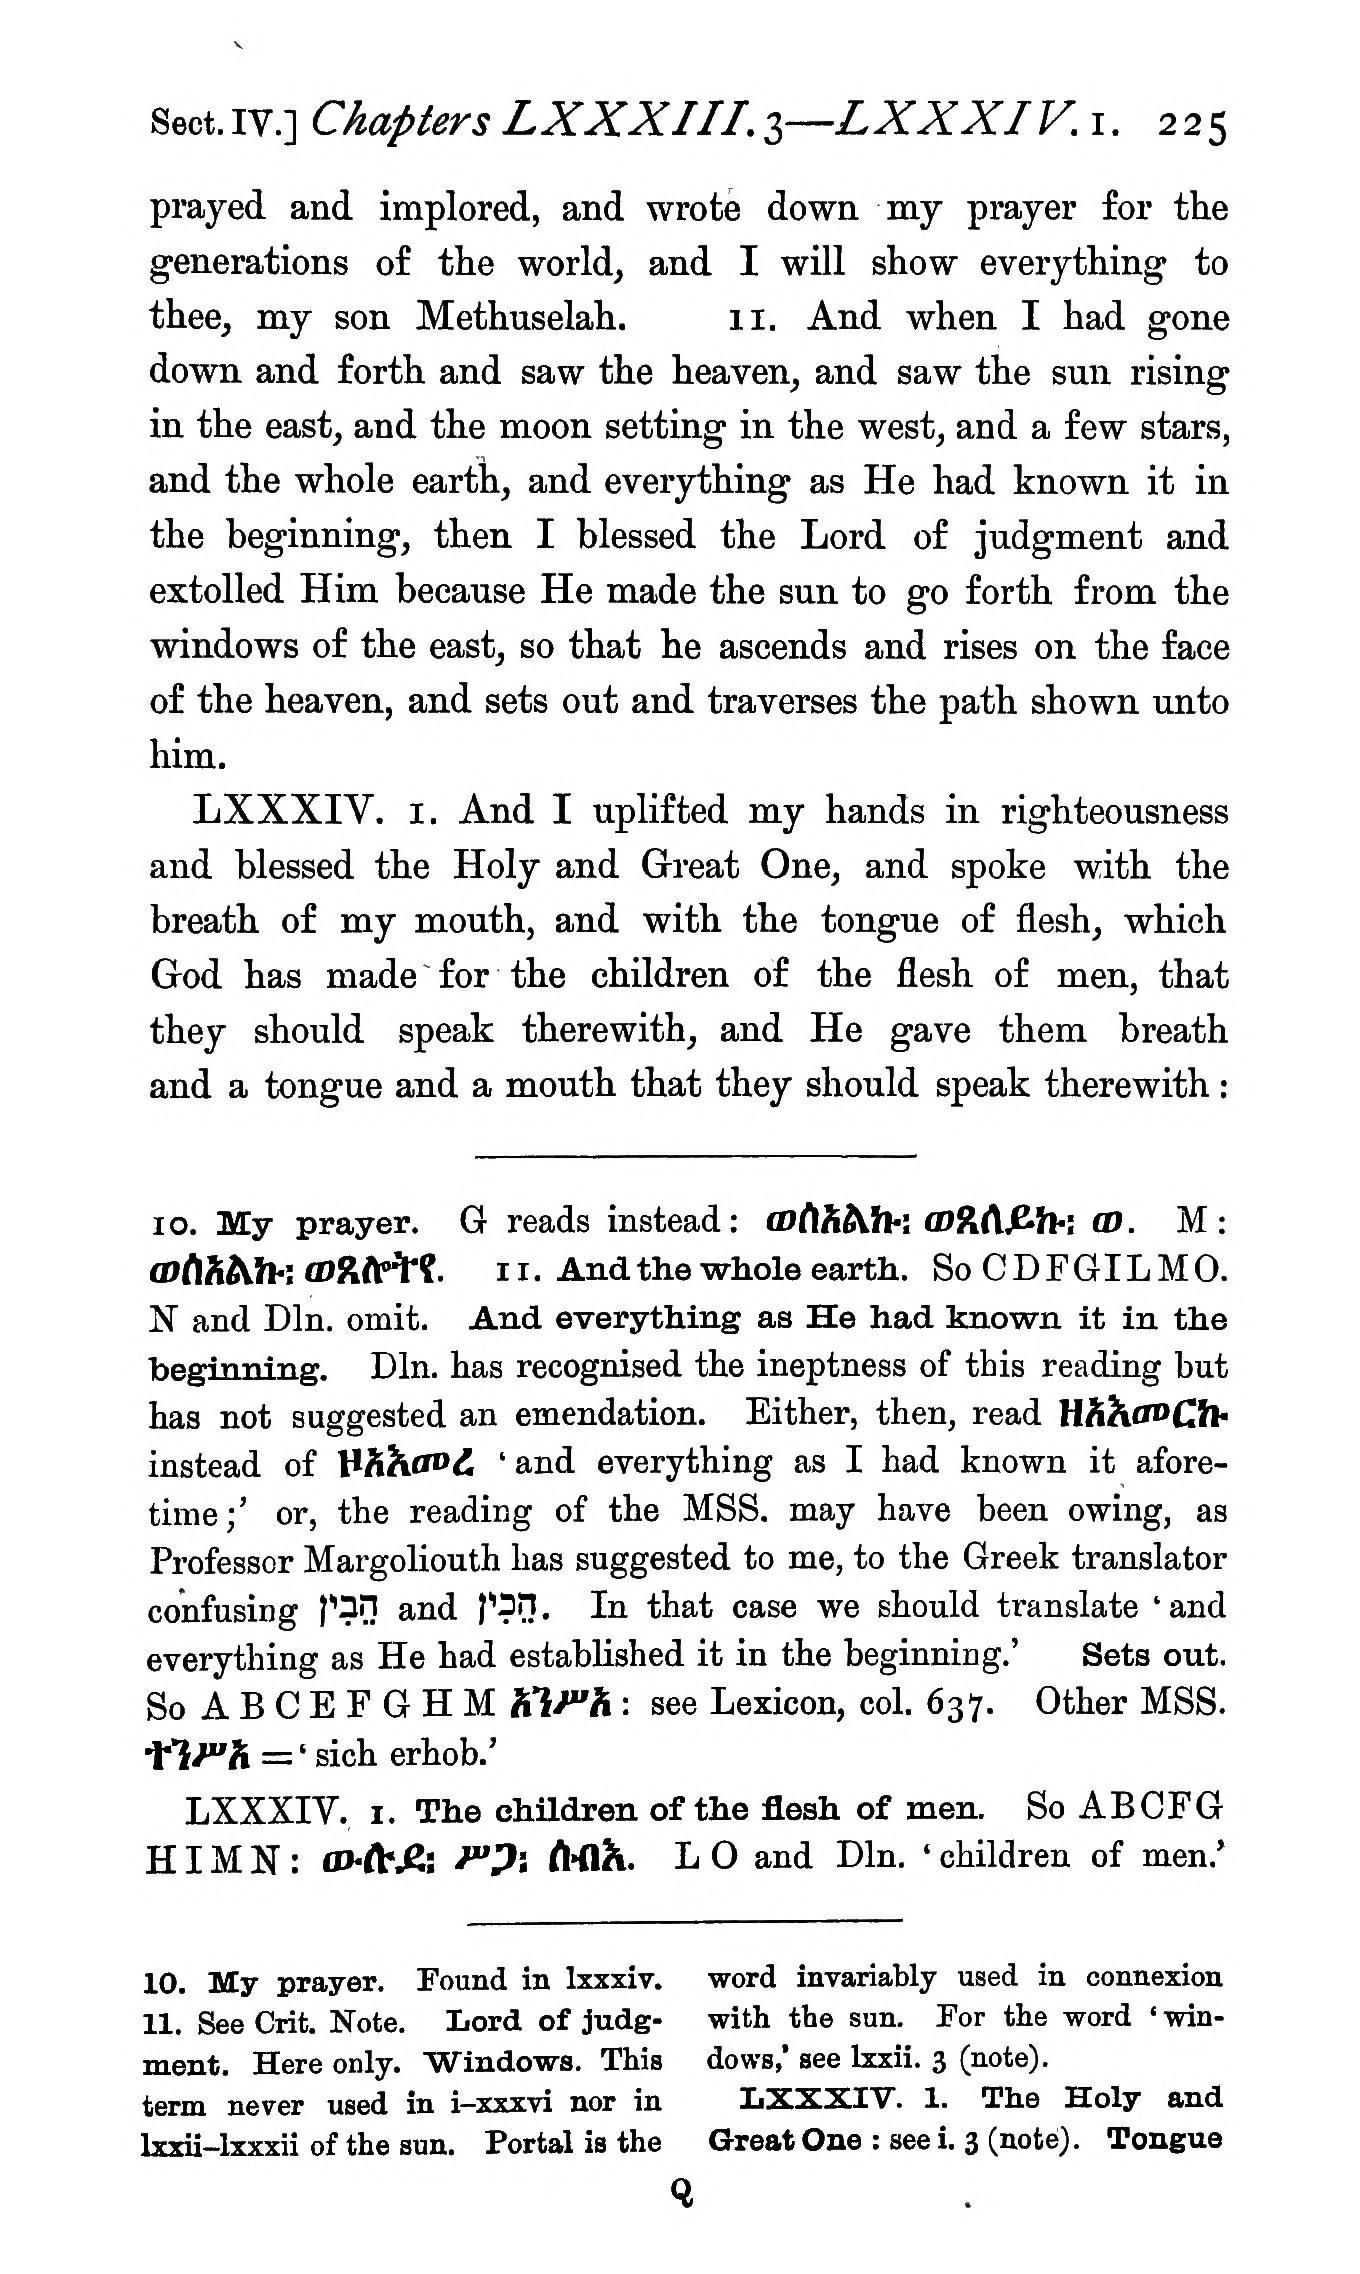 Sect. IV.] Chapters LXXXIII. 3—LXXXIV. 1. 225
prayed and implored, and wrote down my prayer for the
generations of the world, and I will show everything to
thee, my son Methuselah. 11. And when I had gone
down and forth and saw the heaven, and saw the sun rising
in the east, and the moon setting in the west, and a few stars,
and the whole earth, and everything as He had known it in
the beginning, then I blessed the Lord of judgment and
extolled Him because He made the sun to go forth from the
windows of the east, so that he ascends and rises on the face
of the heaven, and sets out and traverses the path shown unto
him.
LXXXIV. 1. And I uplifted my hands in righteousness
and blessed the Holy and Great One, and spoke with the
breath of my mouth, and with the tongue of flesh, which
God has made for the children of the flesh of men, that
they should speak therewith, and He gave them breath
and a tongue and a mouth that they should speak therewith :
10. My prayer. G reads instead : ወሰአልኩ፡ ወጸለይኩ፡ ወ. M :
ወሰአልኩ፡ ወጸሎትየ. 11. And the whole earth. So C D F G I L M O.
N and Dln. omit. And everything as He had known it in the
beginning. Dln. has recognised the ineptness of this reading but
has not suggested an emendation. Either, then, read ዘአእመርኩ
instead of ዘአእመረ ‘ and everything as I had known it afore-
time ;’ or, the reading of the MSS. may have been owing, as
Professor Margoliouth has suggested to me, to the Greek translator
confusing הֵכִין and הֵבִין. In that case we should translate ‘ and
everything as He had established it in the beginning.’ Sets out.
So A B C E F G H M አንሥአ : see Lexicon, col. 637. Other MSS.
ተንሥአ = ‘ sich erhob.’
LXXXIV. 1. The children of the flesh of men. So A B C F G
H I M N : ውሉደ፡ ሥጋ፡ ሰብእ. L O and Dln. ‘ children of men.’
10. My prayer. Found in lxxxiv.
11. See Crit. Note. Lord of judg-
ment. Here only. Windows. This
term never used in i–xxxvi nor in
lxxii–lxxxii of the sun. Portal is the
word invariably used in connexion
with the sun. For the word ‘ win-
dows,’ see lxxii. 3 (note).
LXXXIV. 1. The Holy and
Great One : see i. 3 (note). Tongue
Q